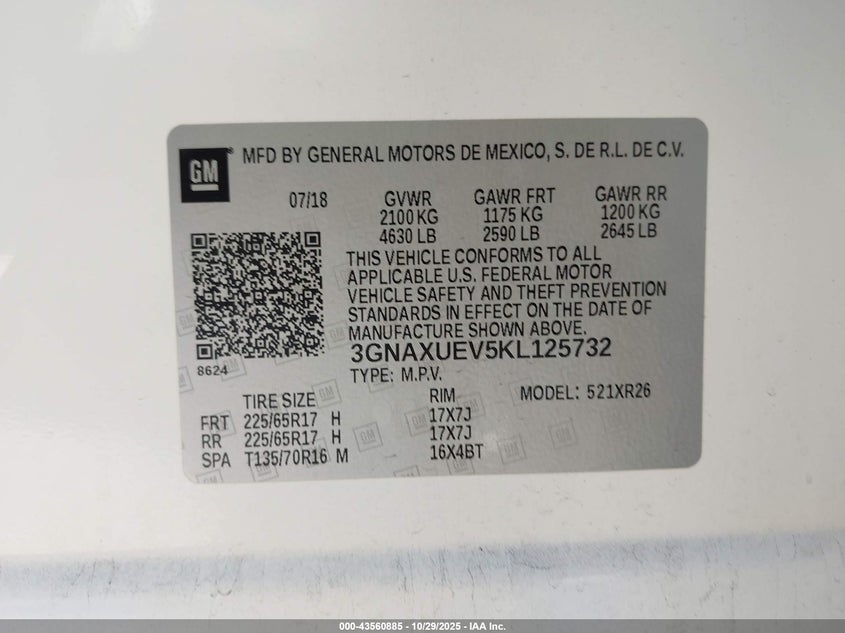 GM
MFD BY GENERAL MOTORS DE MEXICO, S. DE R.L. DE C.V.
07/18 GVWR GAWR FRT GAWR RR
2100 KG 1175 KG 1200 KG
4630 LB 2590 LB 2645 LB
THIS VEHICLE CONFORMS TO ALL
APPLICABLE U.S. FEDERAL MOTOR
VEHICLE SAFETY AND THEFT PREVENTION
STANDARDS IN EFFECT ON THE DATE OF
MANUFACTURE SHOWN ABOVE.
3GNAXUEV5KL125732
8624
TYPE: M.P.V.
TIRE SIZE RIM MODEL: 521XR26
FRT 225/65R17 H 17X7J
RR 225/65R17 H 17X7J
SPA T135/70R16 M 16X4BT
000-43560885 - 10/29/2025 - IAA Inc.